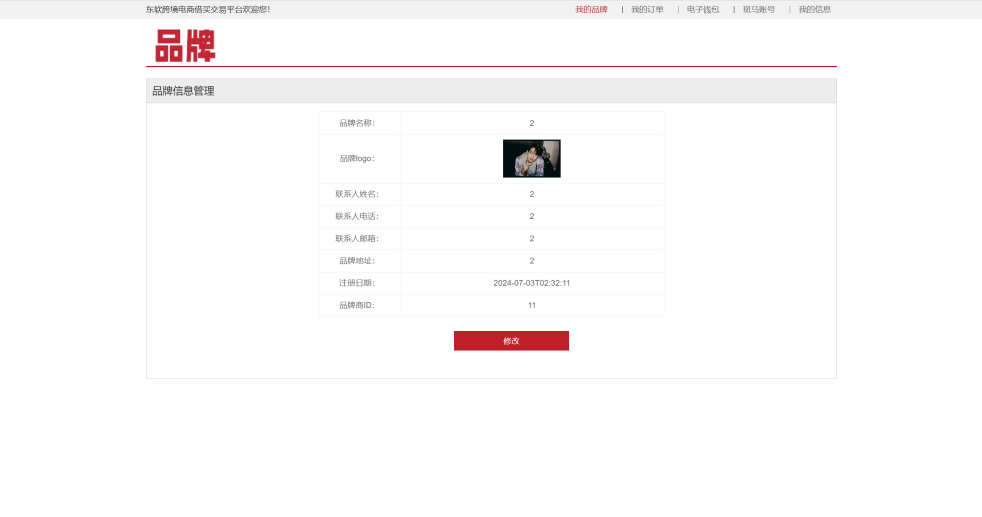 东软跨境电商借买交易平台欢迎您！
我的品牌 | 我的订单 | 电子钱包 | 斑马账号 | 我的信息
品牌
品牌信息管理
品牌名称： 2
品牌logo：
联系人姓名： 2
联系人电话： 2
联系人邮箱： 2
品牌地址： 2
注册日期： 2024-07-03T02:32:11
品牌商ID： 11
修改